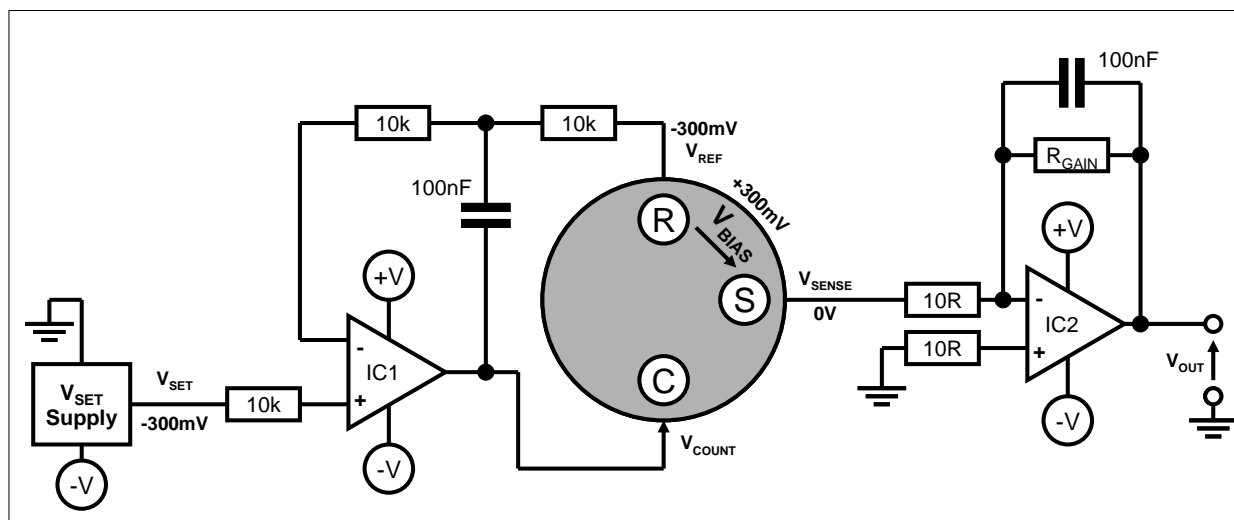 100nF
10k
10k
-300mV
V_REF
R_GAIN
100nF
+300mV
R
V_BIAS
+V
+V
S
V_SENSE
0V
10R
-
IC2
+
10R
-
IC1
+
V_SET
V_SET
Supply
-300mV
10k
C
V_OUT
V_COUNT
-V
-V
-V